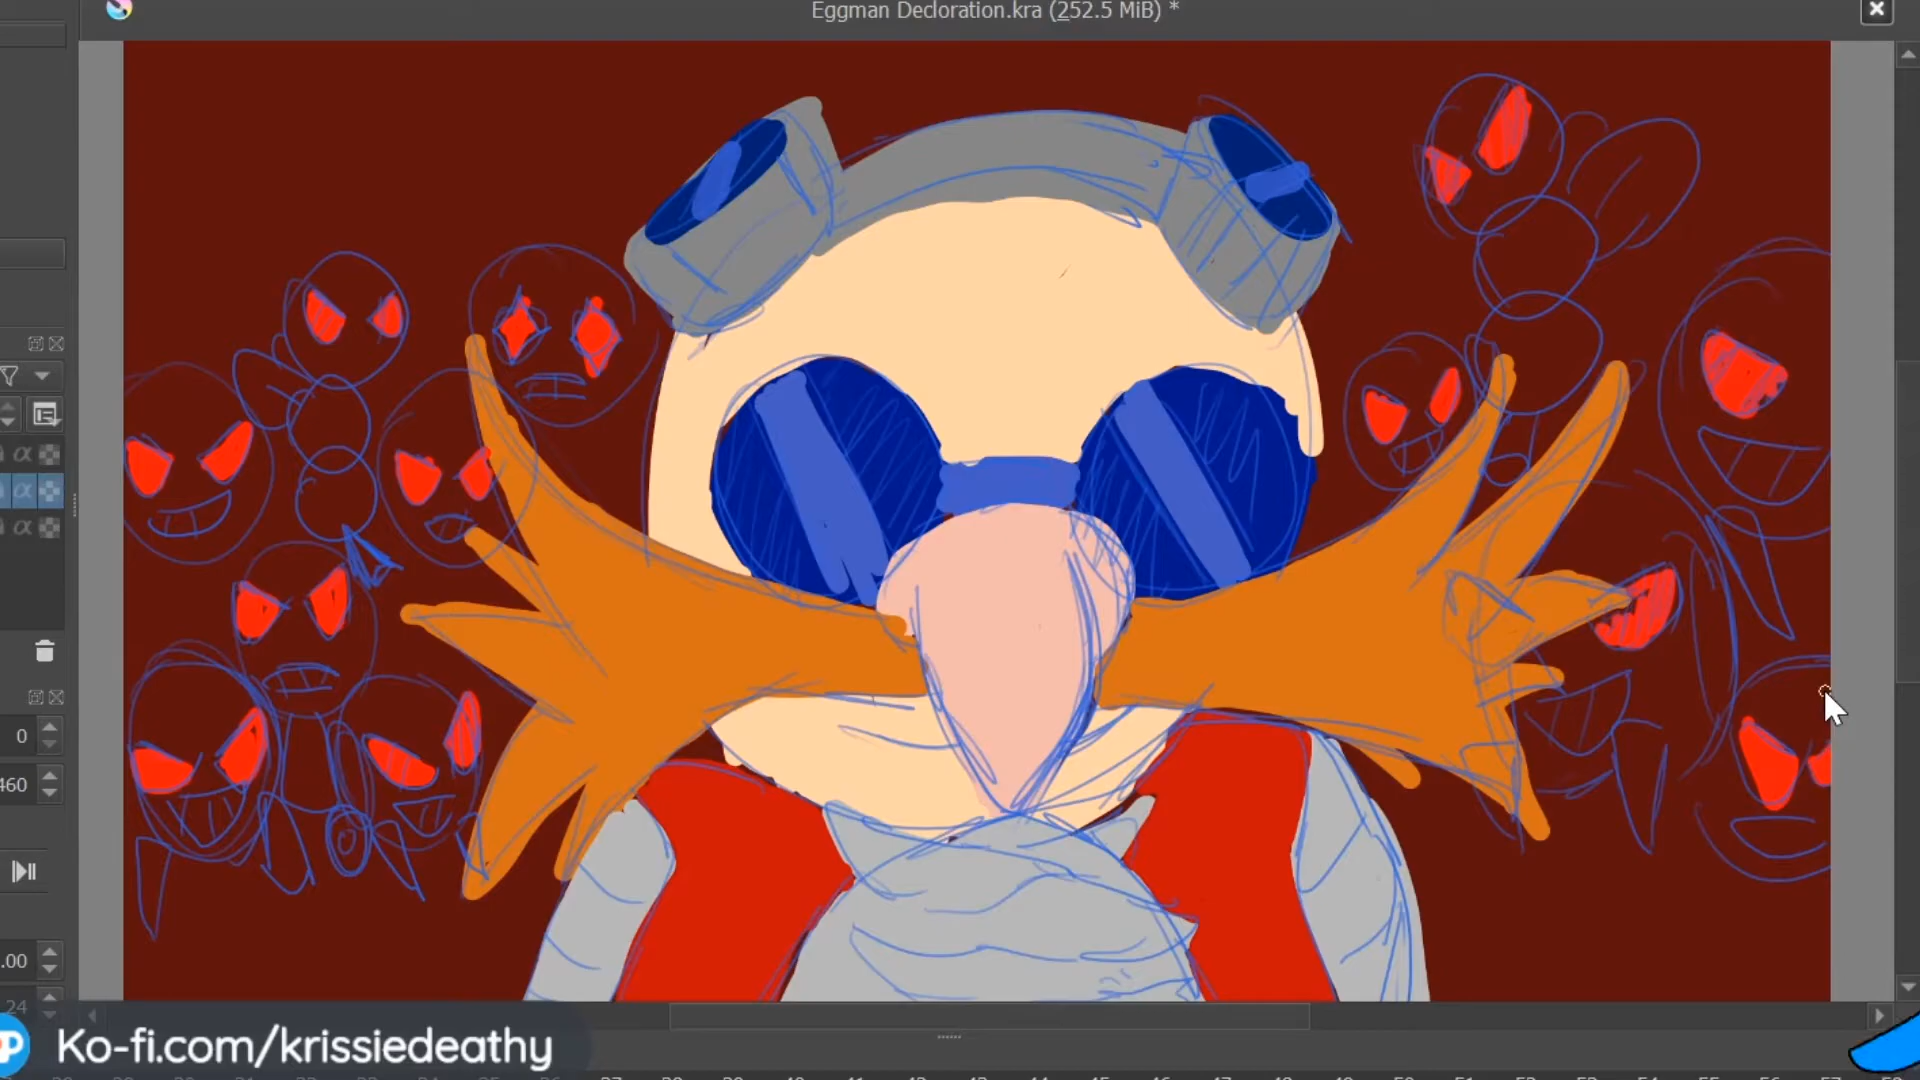 Eggman Decloration.kra (252.5 MiB) *
0
460
.00
24
Ko-fi.com/krissiedeathy